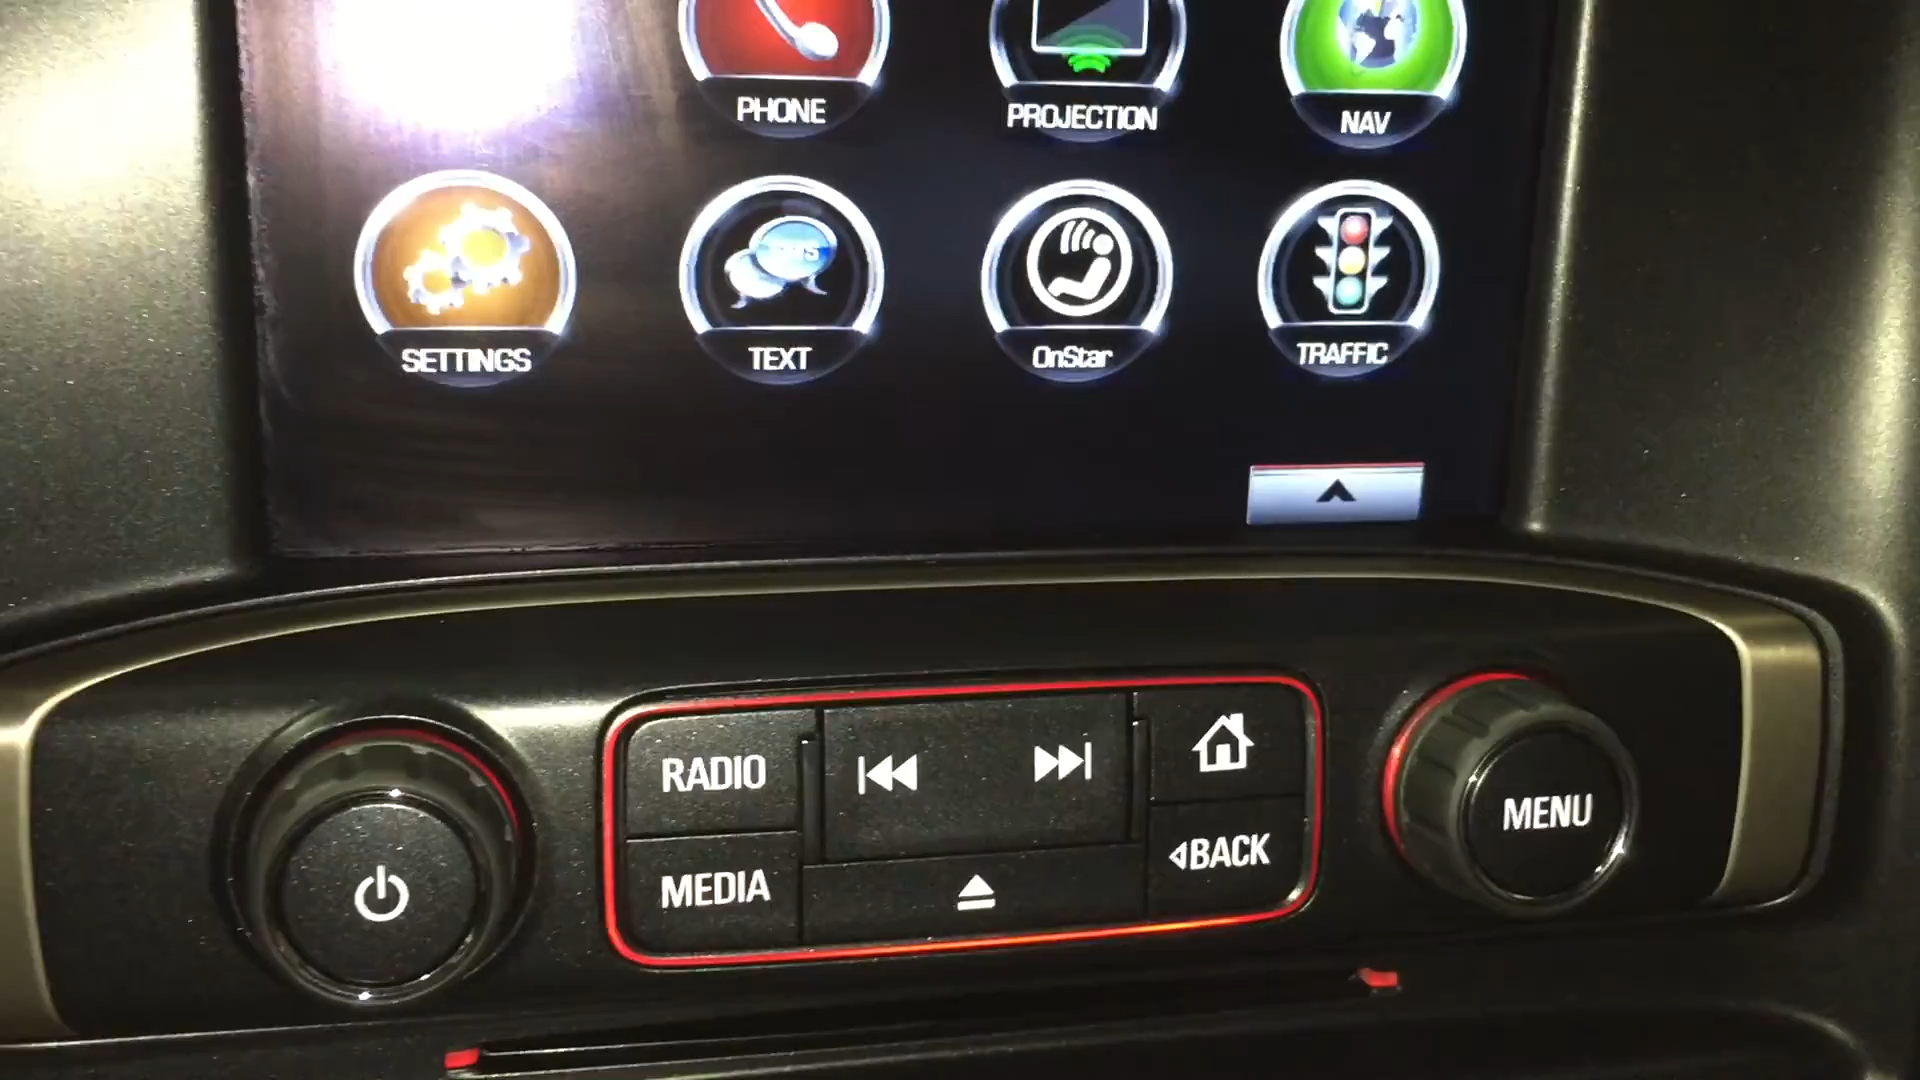 PHONE
PROJECTION
NAV
SETTINGS
TEXT
OnStar
TRAFFIC
RADIO
MEDIA
BACK
MENU